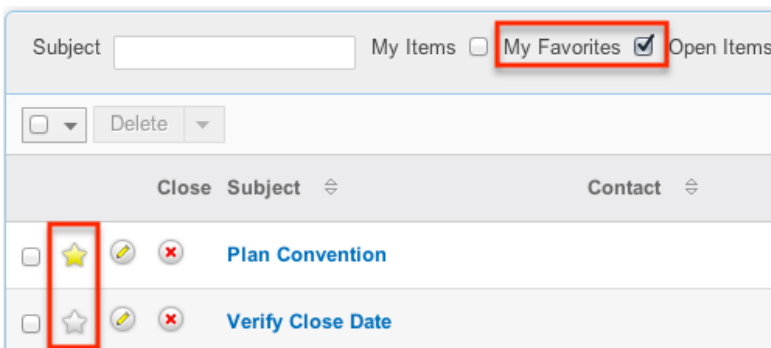 Subject My Items My Favorites Open Items
Delete
Close Subject Contact
Plan Convention
Verify Close Date